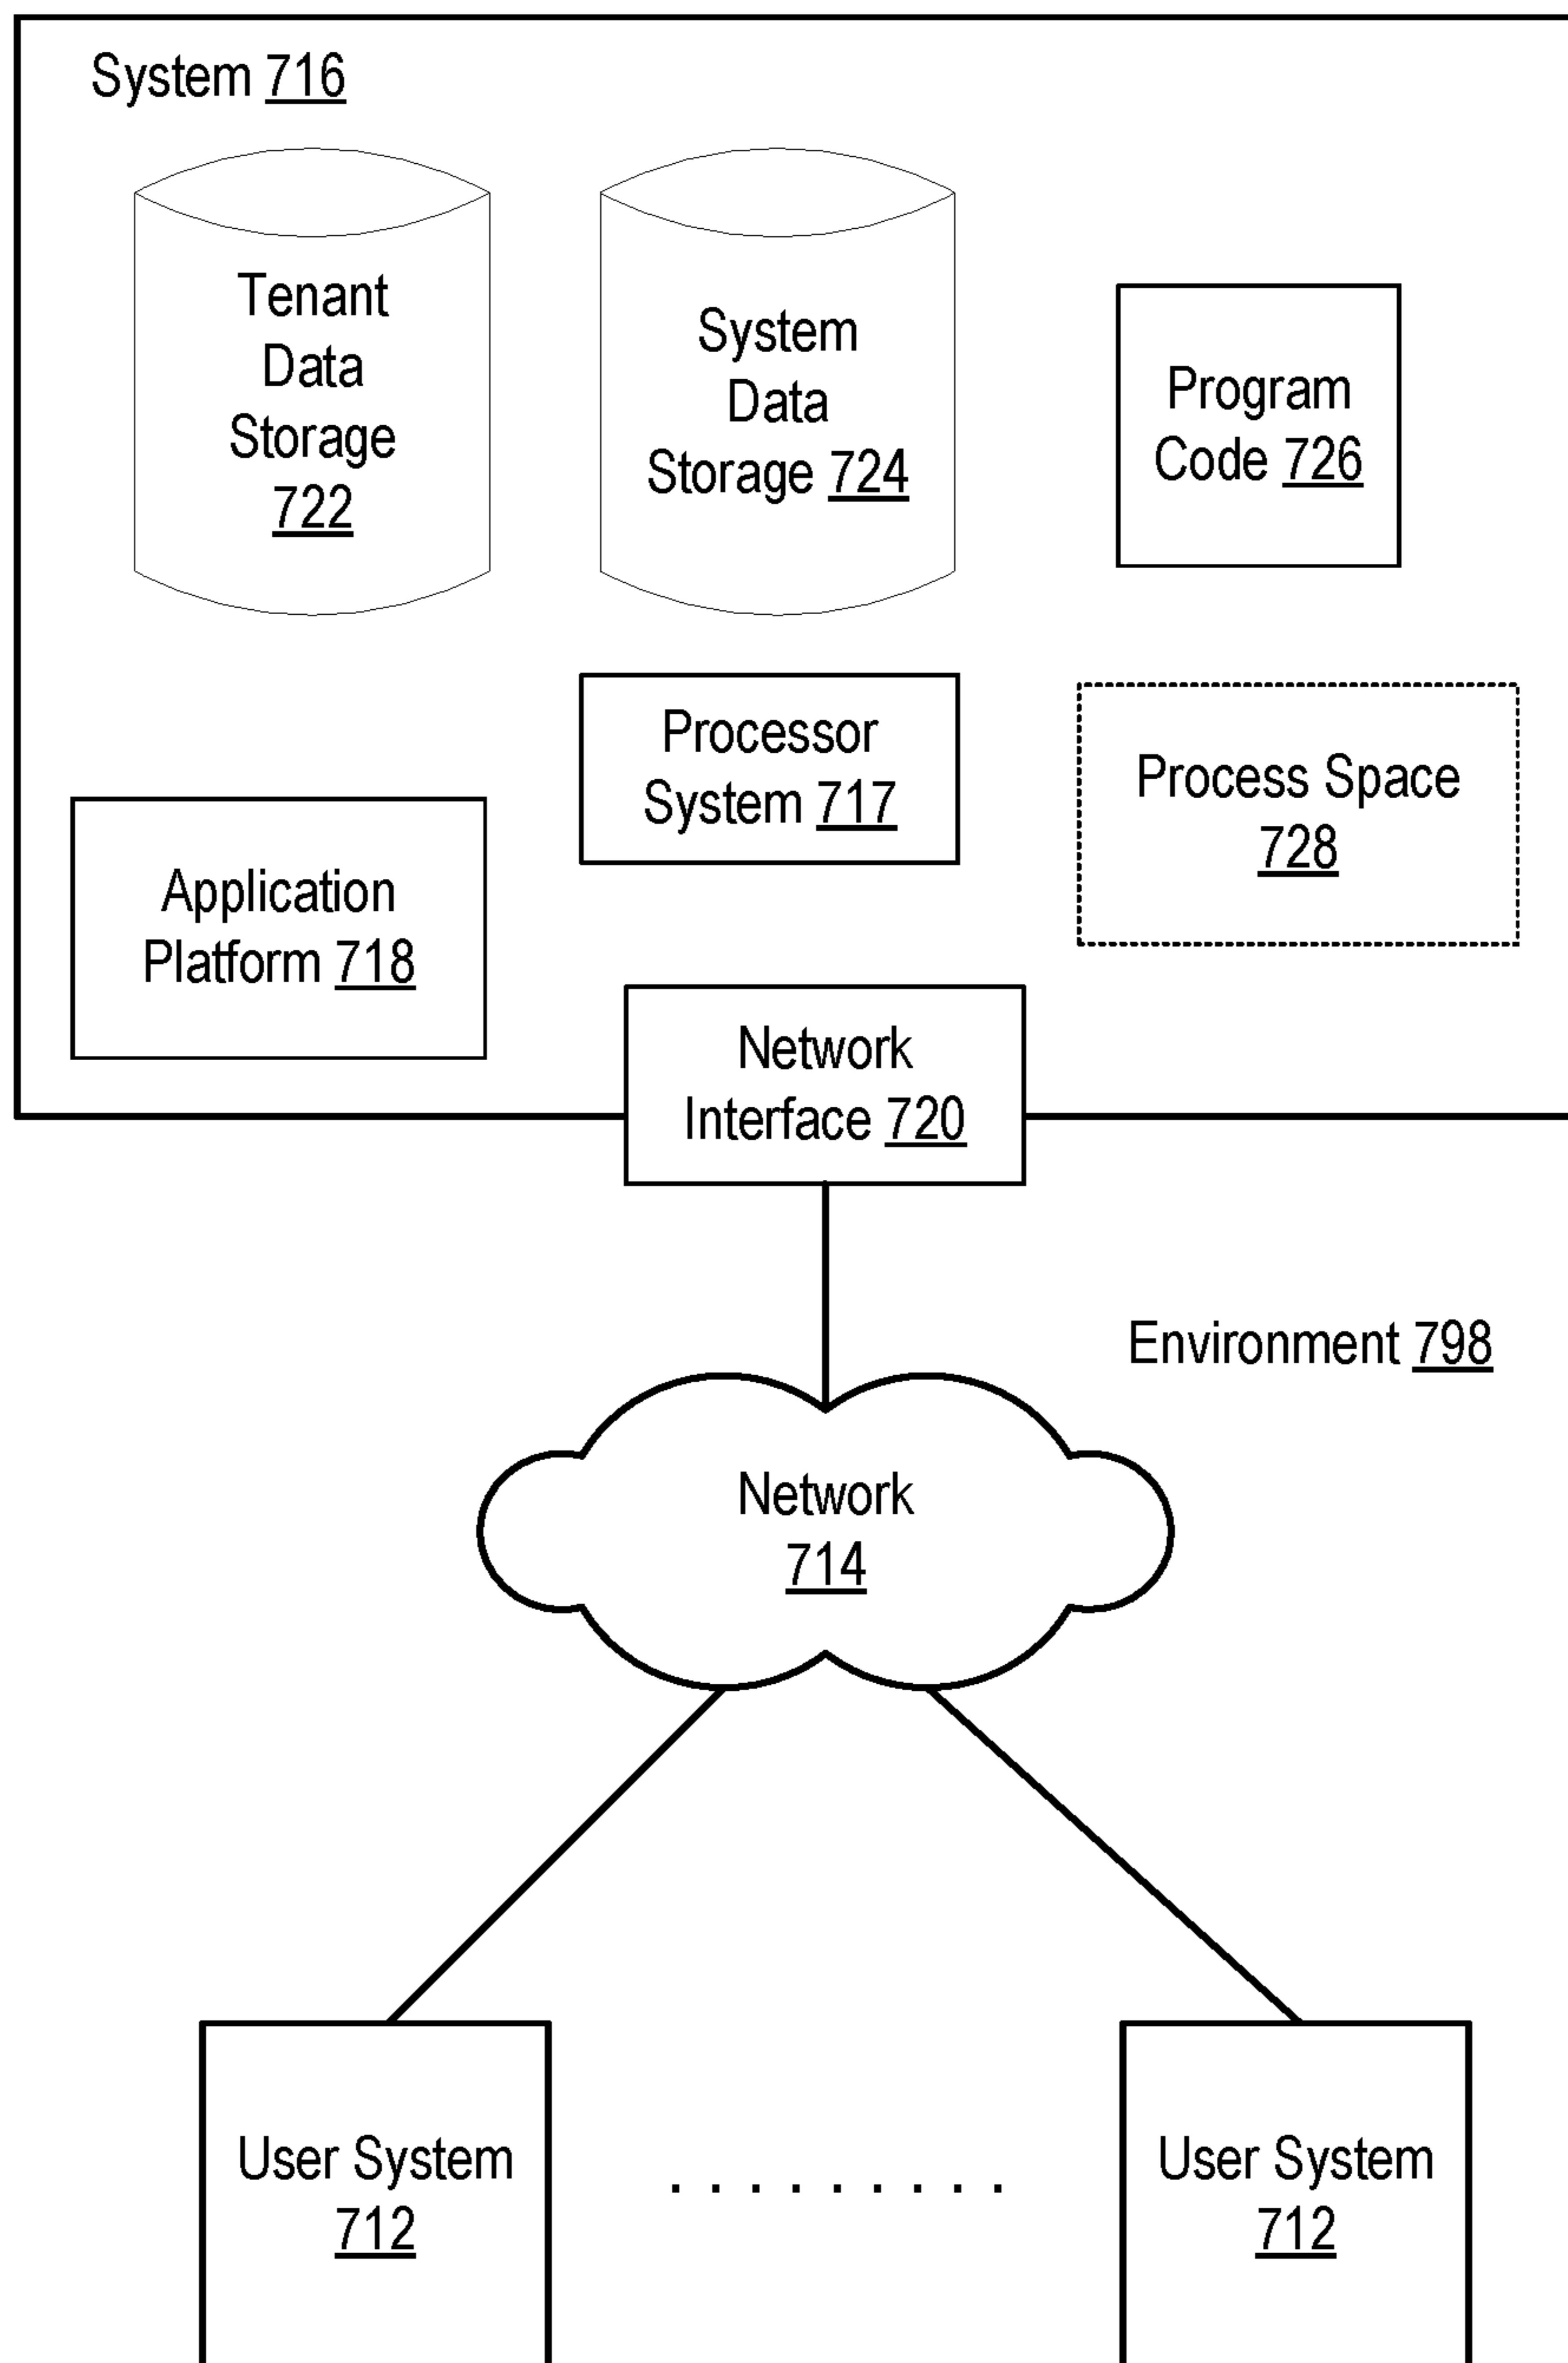 System 716
Tenant
Data
Storage
722
System
Data
Storage 724
Program
Code 726
Processor
System 717
Process Space
728
Application
Platform 718
Network
Interface 720
Environment 798
Network
714
User System
712
. . . . . . . . .
User System
712